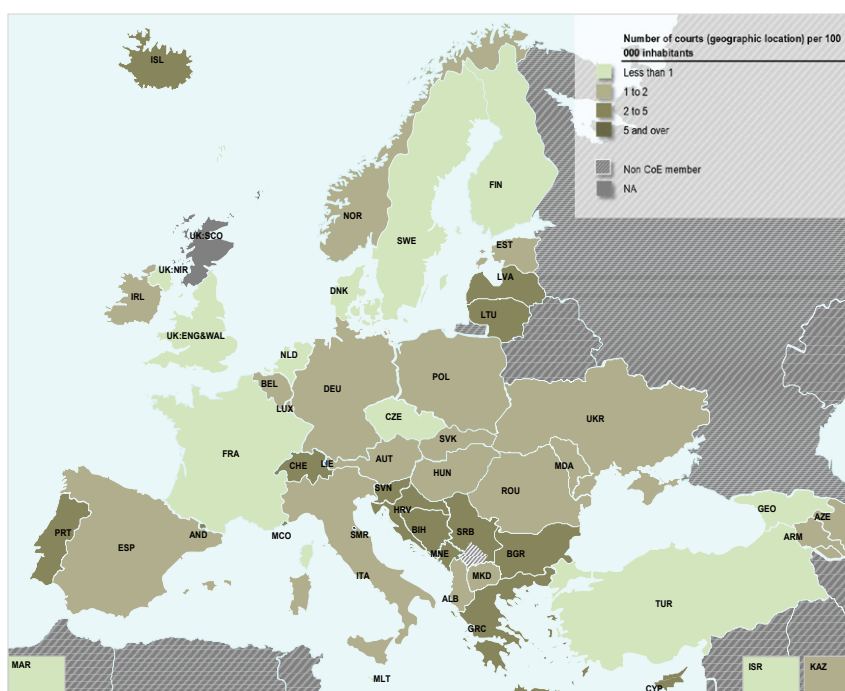 Number of courts (geographic location) per 100
000 inhabitants
Less than 1
1 to 2
2 to 5
5 and over
Non CoE member
NA
ISL
FIN
NOR
UK:SCO
SWE
EST
UK:NIR
LVA
DNK
IRL
LTU
UK:ENG&WAL
NLD
BEL
POL
DEU
LUX
CZE
UKR
SVK
FRA
AUT
CHE
LIE
MDA
HUN
SVN
ROU
HRV
GEO
AZE
BIH
SRB
PRT
AND
MCO
SMR
ARM
ESP
MNE
BGR
ITA
MKD
ALB
TUR
GRC
MAR
ISR
KAZ
MLT
CYP